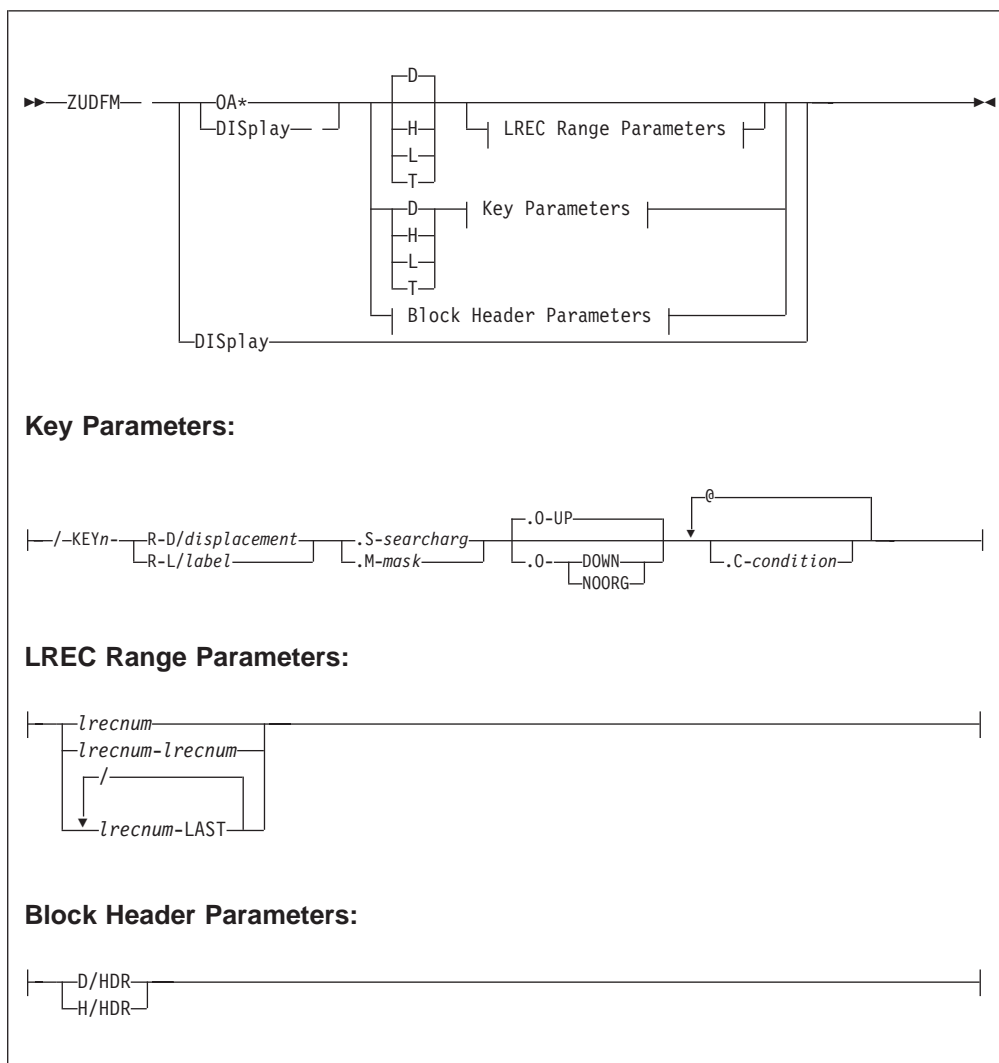 D
ZUDFM OA* 
DISplay H LREC Range Parameters
L
T
D Key Parameters
H
L
T
Block Header Parameters
DISplay
Key Parameters:
@
.O-UP
/ KEYn- R-D/displacement .S-searcharg .O- DOWN .C-condition
R-L/label .M-mask NOORG
LREC Range Parameters:
lrecnum
lrecnum-lrecnum
/
lrecnum-LAST
Block Header Parameters:
D/HDR
H/HDR